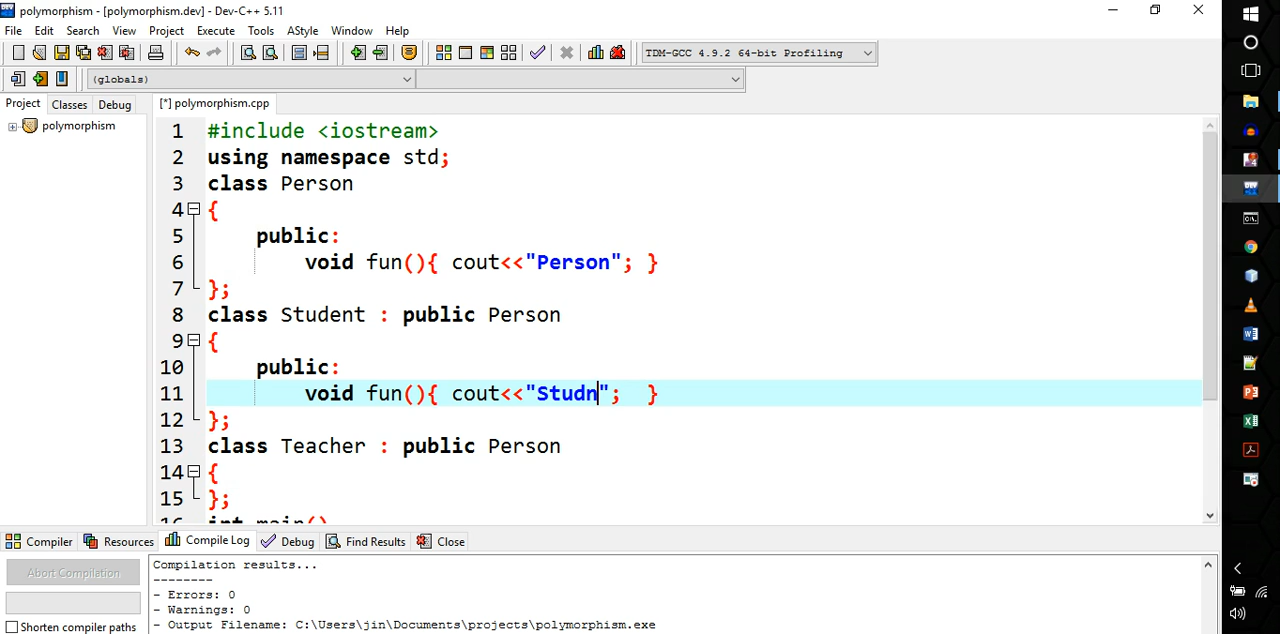 polymorphism - [polymorphism.dev] - Dev-C++ 5.11
File Edit Search View Project Execute Tools AStyle Window Help
TDM-GCC 4.9.2 64-bit Profiling
(globals)
Project Classes Debug [*] polymorphism.cpp
polymorphism
1 #include <iostream>
2 using namespace std;
3 class Person
4 {
5 public:
6 void fun(){ cout<<"Person"; }
7 };
8 class Student : public Person
9 {
10 public:
11 void fun(){ cout<<"Studn"; }
12 };
13 class Teacher : public Person
14 {
15 };
16 int main()
Compiler Resources Compile Log Debug Find Results Close
Abort Compilation
Shorten compiler paths
Compilation results...
--------
- Errors: 0
- Warnings: 0
- Output Filename: C:\Users\jin\Documents\projects\polymorphism.exe